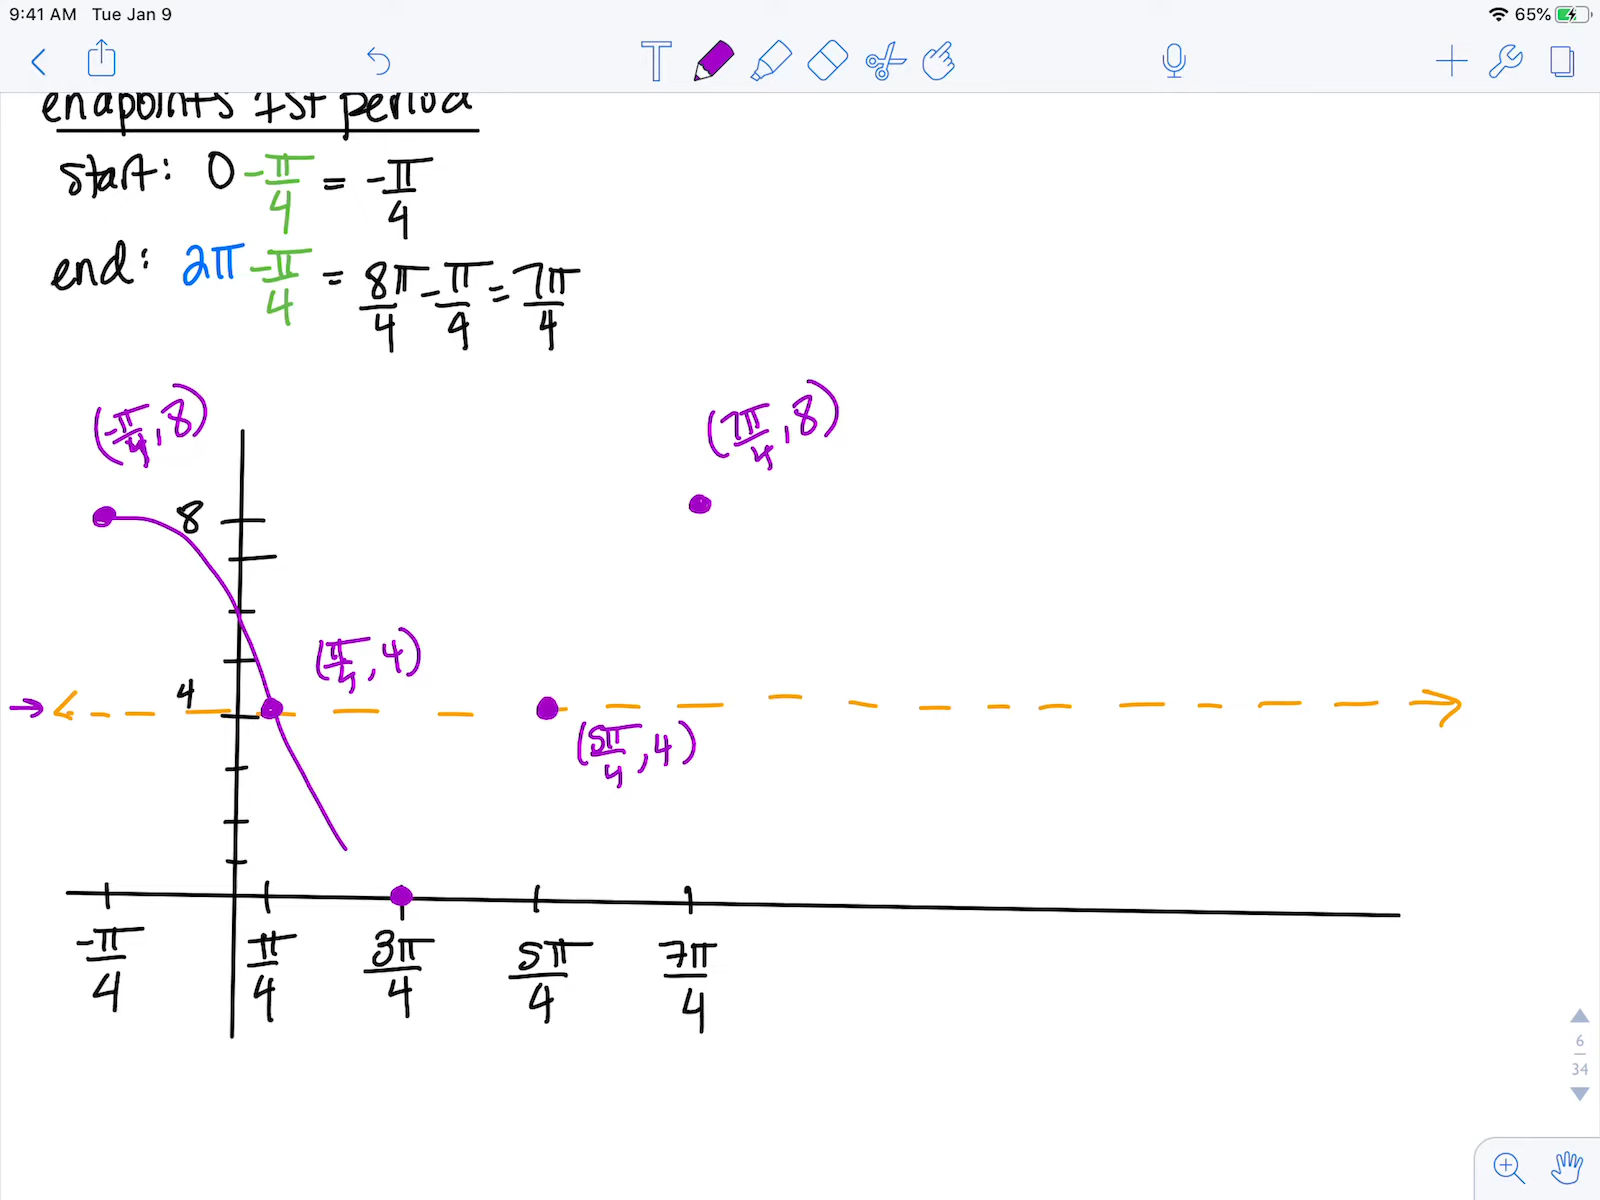 9:41 AM Tue Jan 9
65%
T
endpoints 1st period
start: 0 - π/4 = -π/4
end: 2π - π/4 = 8π/4 - π/4 = 7π/4
(-π/4, 8)
(7π/4, 8)
8
(π/4, 4)
4
(5π/4, 4)
-π/4 π/4 3π/4 5π/4 7π/4
6
34